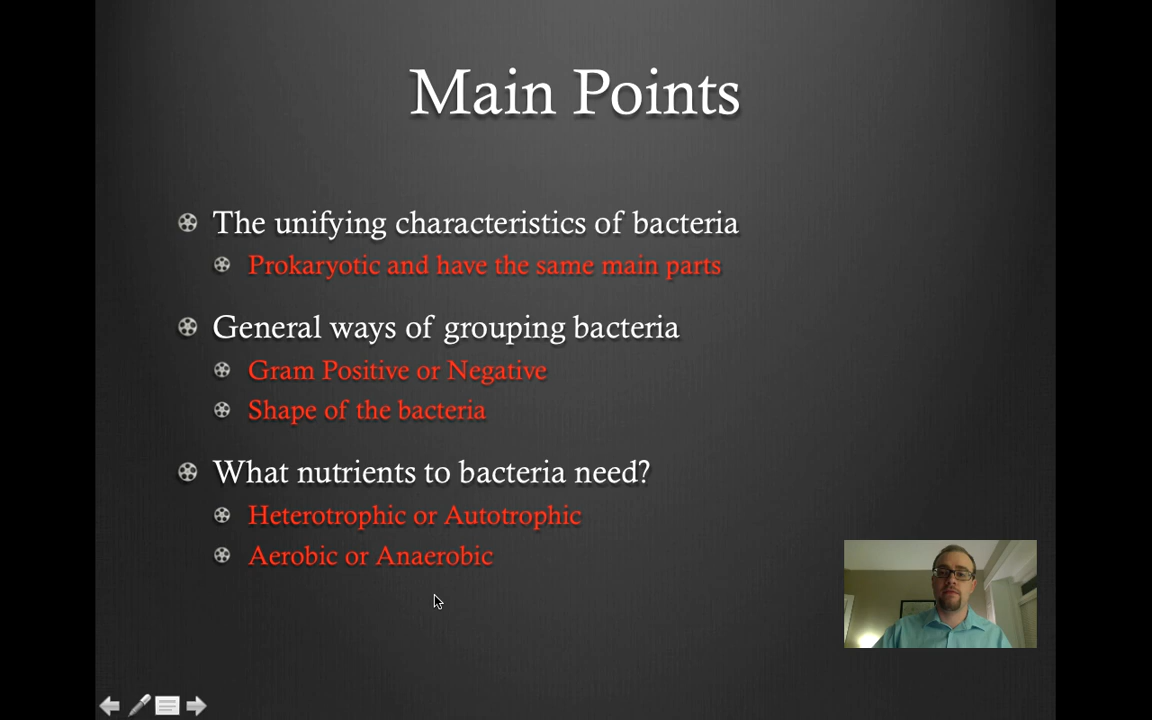 Main Points
The unifying characteristics of bacteria
Prokaryotic and have the same main parts
General ways of grouping bacteria
Gram Positive or Negative
Shape of the bacteria
What nutrients to bacteria need?
Heterotrophic or Autotrophic
Aerobic or Anaerobic